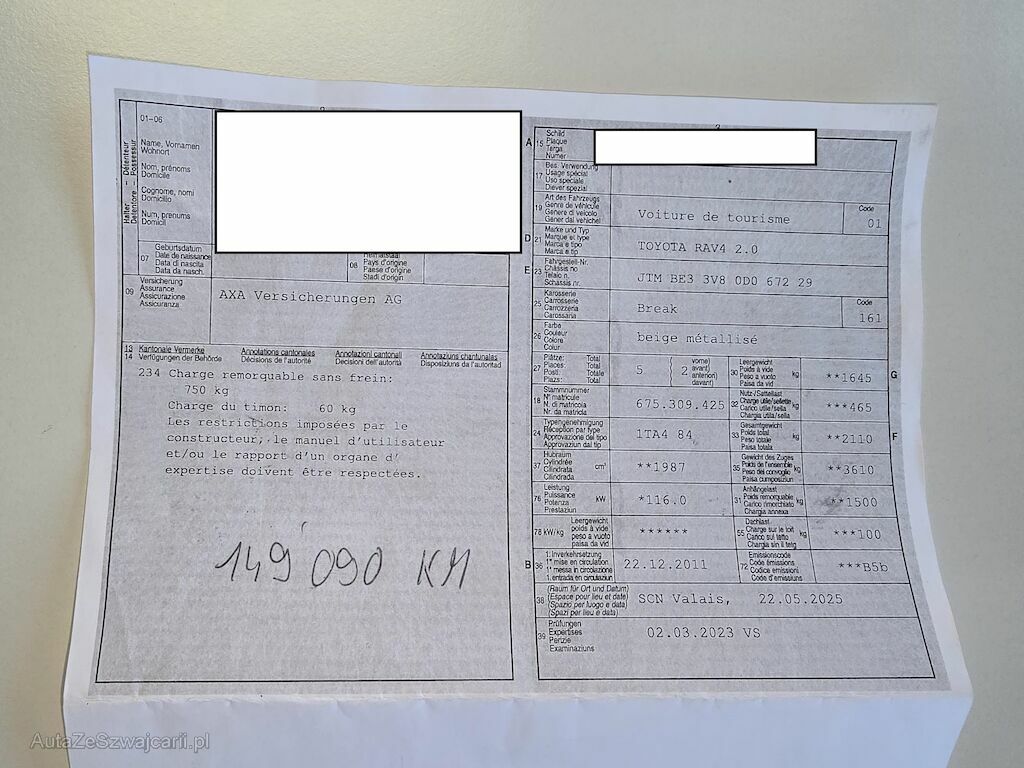 01-06
Name, Vornamen
Wohnort
Nom, prénoms
Domicile
Cognome, nomi
Domicilio
Num, prenums
Domicil
Halter – Détenteur
Detentore – Possessur
07 Geburtsdatum
Date de naissance
Data di nascita
Data da nasch.
08 Heimatstaat
Pays d'origine
Paese d'origine
Stadi d'origin
09 Versicherung
Assurance
Assicurazione
Assicuranza
AXA Versicherungen AG
13 Kantonale Vermerke Annotations cantonales Annotazioni cantonali Annotaziuns chantunalas
14 Verfügungen der Behörde Décisions de l'autorité Decisioni dell'autorità Disposiziuns da l'autoritad
234 Charge remorquable sans frein:
750 kg
Charge du timon: 60 kg
Les restrictions imposées par le
constructeur, le manuel d'utilisateur
et/ou le rapport d'un organe d'
expertise doivent être respectées.
149 090 KM
A 15 Schild
Plaque
Targa
Numer
17 Bes. Verwendung
Usage spécial
Uso speciale
Diever spezial
19 Art des Fahrzeugs
Genre de véhicule
Genere di veicolo
Gener dal vehichel
Voiture de tourisme
Code
01
D 21 Marke und Typ
Marque et type
Marca e tipo
Marca e tip
TOYOTA RAV4 2.0
E 23 Fahrgestell-Nr.
Châssis no
Telaio n.
Schassis nr.
JTM BE3 3V8 0D0 672 29
25 Karosserie
Carrosserie
Carrozzeria
Carossaria
Break
Code
161
26 Farbe
Couleur
Colore
Colur
beige métallisé
27 Plätze: Total
Places: Total
Posti: Totale
Plazs: Total
5 ( 2 vorne)
avant)
anteriori)
davant)
30 Leergewicht
Poids à vide
Peso a vuoto
Paisa da vid
kg
**1645
G
18 Stammnummer
N° matricule
N. di matricola
Nr. da matricla
675.309.425
32 Nutz-/Sattellast
Charge utile/sellette
Carico utile/sella
Chargia utila/sella
kg
***465
24 Typengenehmigung
Réception par type
Approvazione del tipo
Approvaziun dal tip
1TA4 84
33 Gesamtgewicht
Poids total
Peso totale
Paisa totala
kg
**2110
F
37 Hubraum
Cylindrée
Cilindrata
Cilindrada
cm³
**1987
35 Gewicht des Zuges
Poids de l'ensemble
Peso del convoglio
Paisa cumposiziun
kg
**3610
76 Leistung
Puissance
Potenza
Prestaziun
kW
*116.0
31 Anhängelast
Poids remorquable
Carico rimorchiato
Chargia annexa
kg
**1500
78 kW/kg Leergewicht
poids à vide
peso a vuoto
paisa da vid
******
55 Dachlast
Charge sur le toit
Carico sul tetto
Chargia sin il tetg
kg
***100
B 36 1. Inverkehrsetzung
1re mise en circulation
1a messa in circolazione
1. entrada en circulaziun
22.12.2011
72 Emissionscode
Code émissions
Codice emissioni
Code d'emissiuns
***B5b
38 (Raum für Ort und Datum)
(Espace pour lieu et date)
(Spazio per luogo e data)
(Spazi per lieu e data)
SCN Valais, 22.05.2025
39 Prüfungen
Expertises
Perizie
Examinaziuns
02.03.2023 VS
AutaZeSzwajcarii.pl